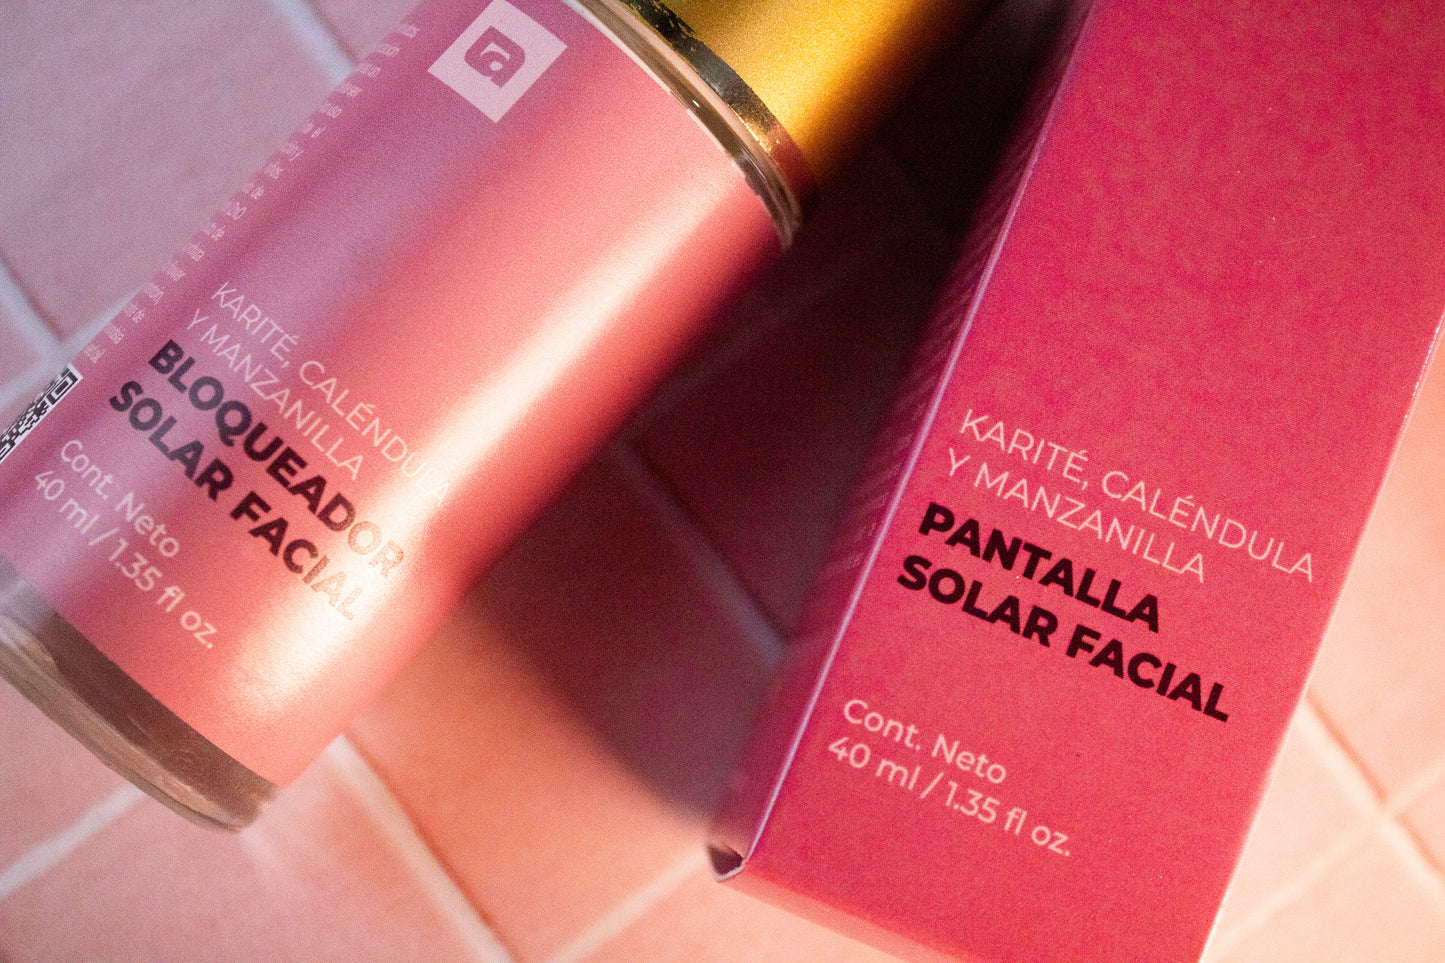 a
KARITÉ, CALÉNDULA
Y MANZANILLA
BLOQUEADOR
SOLAR FACIAL
Cont. Neto
40 ml / 1.35 fl oz.
KARITÉ, CALÉNDULA
Y MANZANILLA
PANTALLA
SOLAR FACIAL
Cont. Neto
40 ml / 1.35 fl oz.